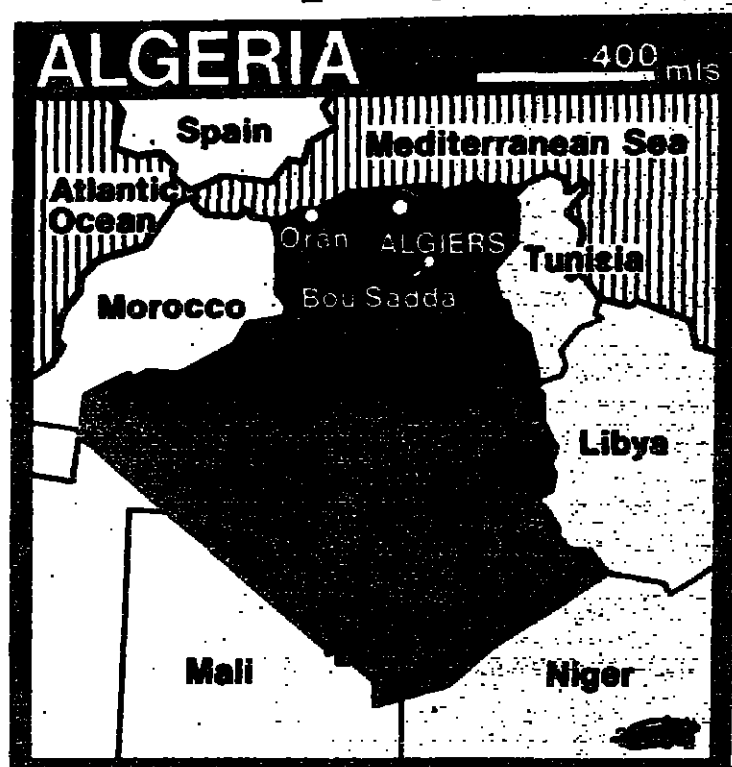 ALGERIA
400 mls
Spain
Mediterranean Sea
Atlantic
Ocean
Oran
ALGIERS
Tunisia
Bou Sadda
Morocco
Libya
Mali
Niger